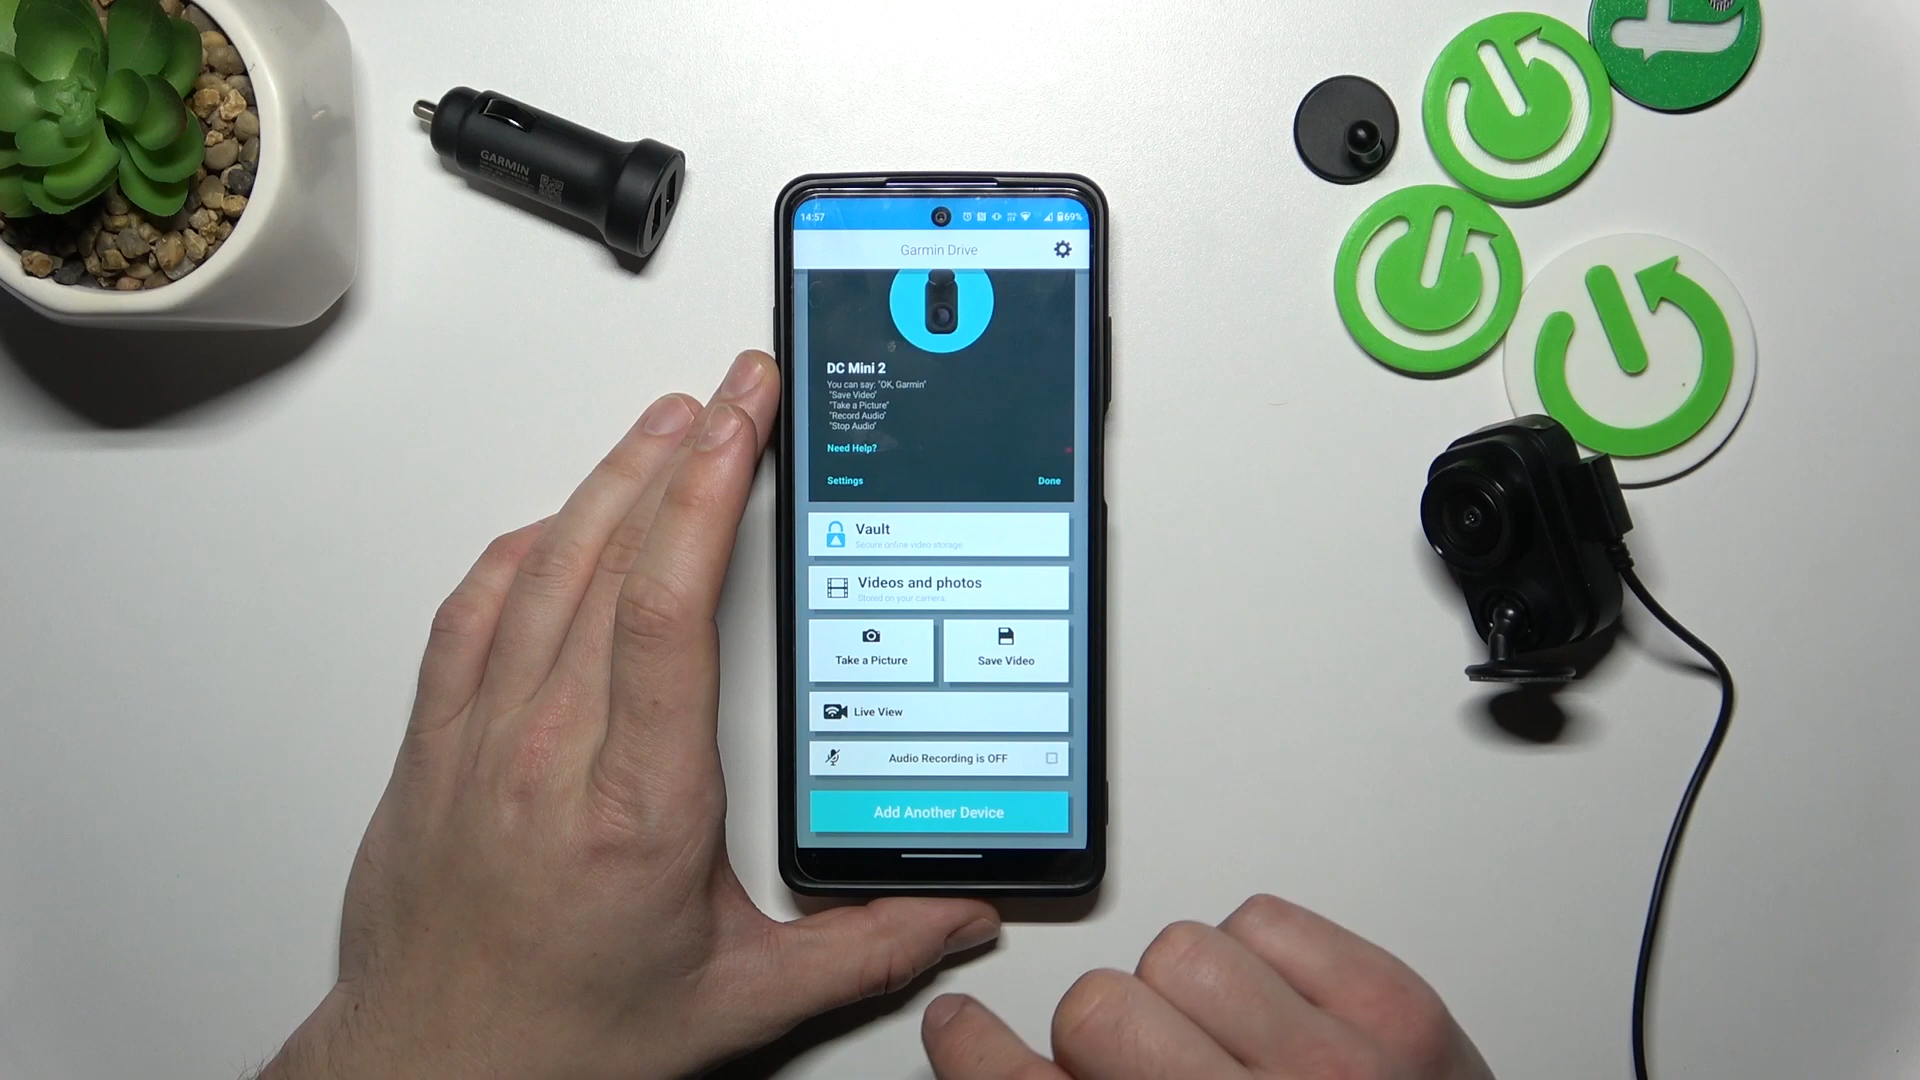 GARMIN
14:57
69%
Garmin Drive
DC Mini 2
You can say: "OK, Garmin"
"Save Video"
"Take a Picture"
"Record Audio"
"Stop Audio"
Need Help?
Settings
Done
Vault
Secure online video storage
Videos and photos
Stored on your camera.
Take a Picture
Save Video
Live View
Audio Recording is OFF
Add Another Device